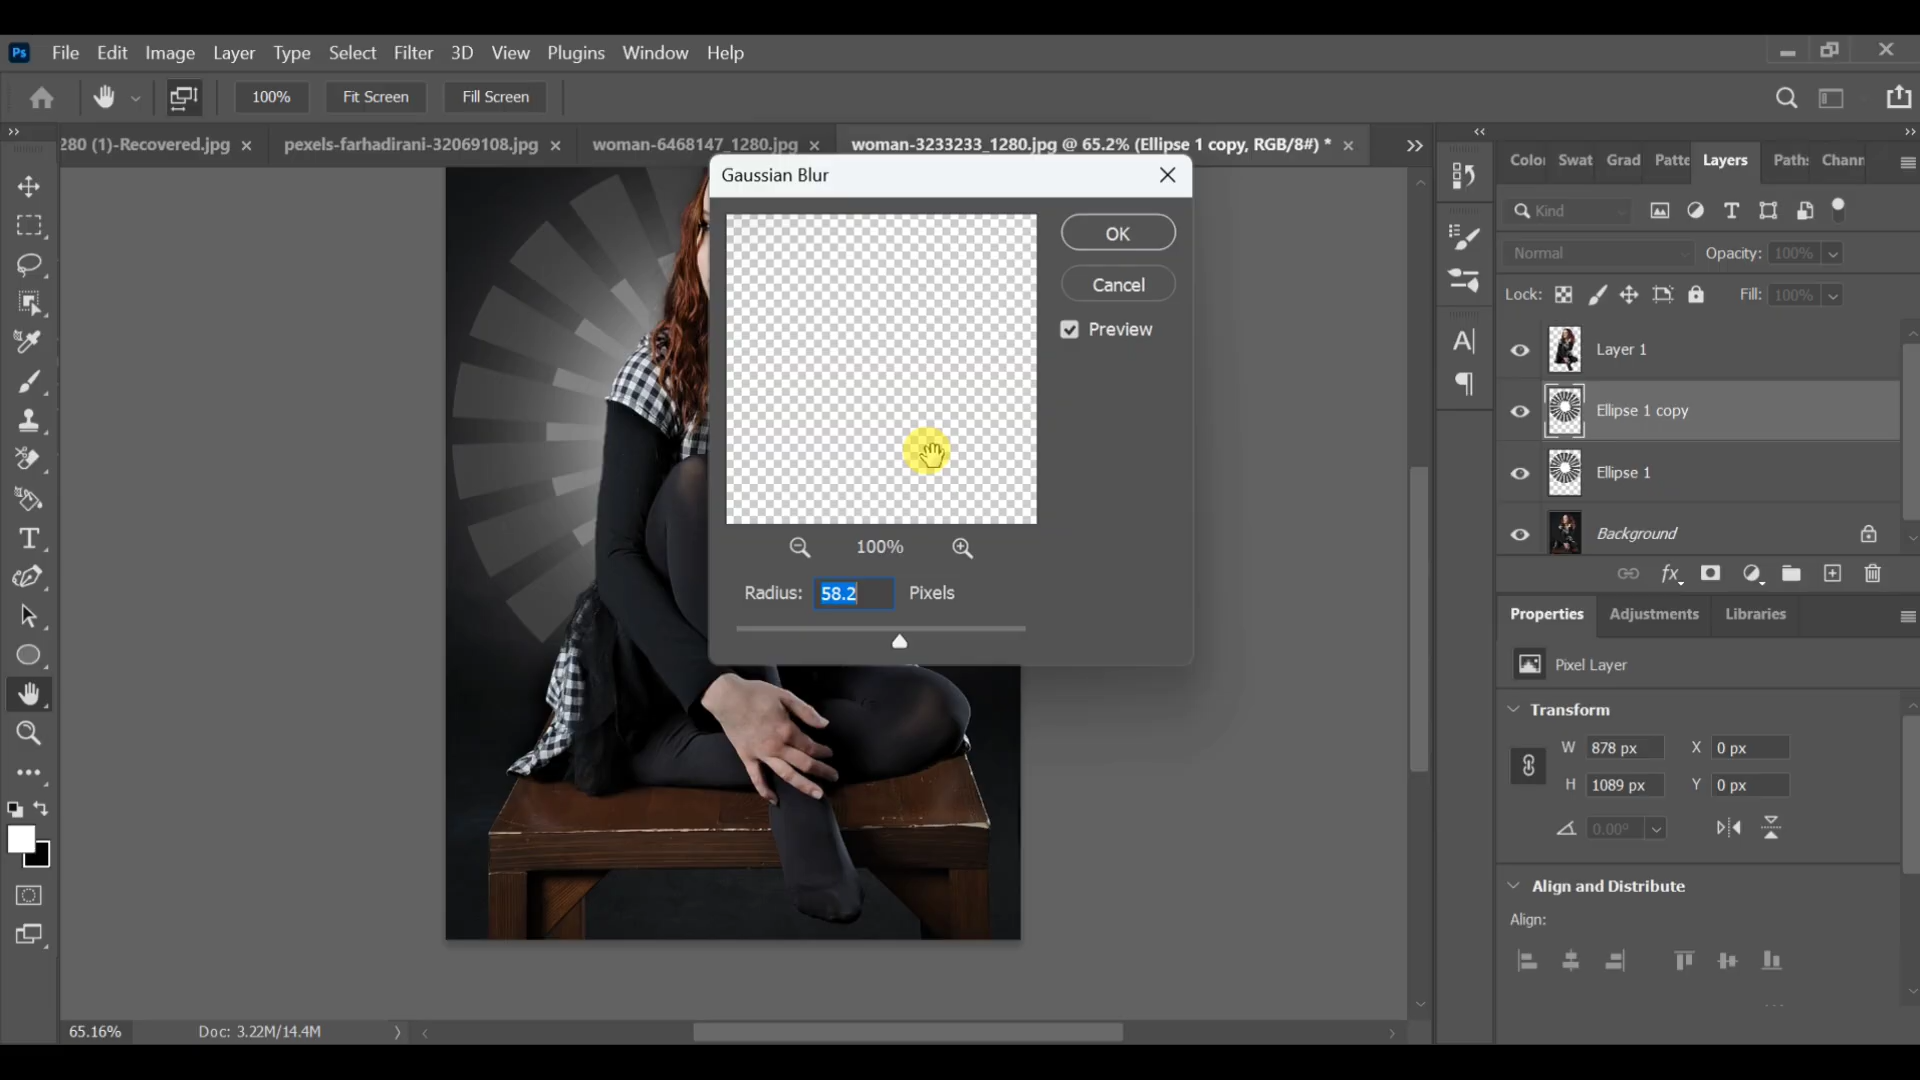 Ps File Edit Image Layer Type Select Filter 3D View Plugins Window Help
100% Fit Screen Fill Screen
280 (1)-Recovered.jpg × pexels-farhadirani-32069108.jpg × woman-6468147_1280.jpg × woman-3233233_1280.jpg @ 65.2% (Ellipse 1 copy, RGB/8#) * ×
Gaussian Blur
OK
Cancel
Preview
100%
Radius: 58.2 Pixels
Colo Swat Grad Patte Layers Paths Chann
Kind
Normal Opacity: 100%
Lock: Fill: 100%
Layer 1
Ellipse 1 copy
Ellipse 1
Background
fx
Properties Adjustments Libraries
Pixel Layer
Transform
W 878 px X 0 px
H 1089 px Y 0 px
0.00°
Align and Distribute
Align:
65.16% Doc: 3.22M/14.4M